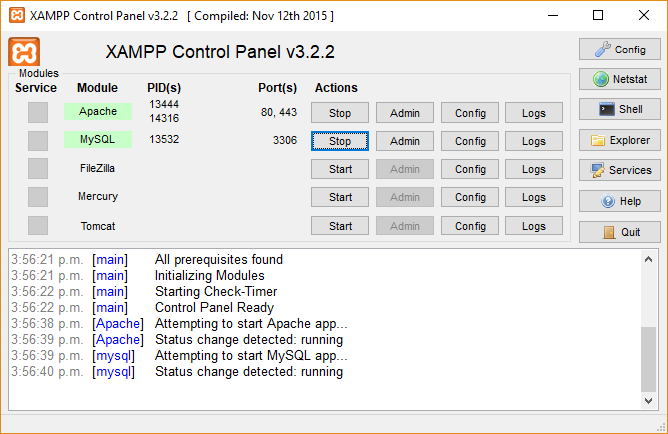 XAMPP Control Panel v3.2.2 [ Compiled: Nov 12th 2015 ]
XAMPP Control Panel v3.2.2
Config
Modules
Service Module PID(s) Port(s) Actions
Netstat
Apache 13444 14316 80, 443 Stop Admin Config Logs
Shell
MySQL 13532 3306 Stop Admin Config Logs
Explorer
FileZilla Start Admin Config Logs
Services
Mercury Start Admin Config Logs
Help
Tomcat Start Admin Config Logs
Quit
3:56:21 p.m. [main] All prerequisites found
3:56:21 p.m. [main] Initializing Modules
3:56:22 p.m. [main] Starting Check-Timer
3:56:22 p.m. [main] Control Panel Ready
3:56:38 p.m. [Apache] Attempting to start Apache app...
3:56:39 p.m. [Apache] Status change detected: running
3:56:39 p.m. [mysql] Attempting to start MySQL app...
3:56:40 p.m. [mysql] Status change detected: running